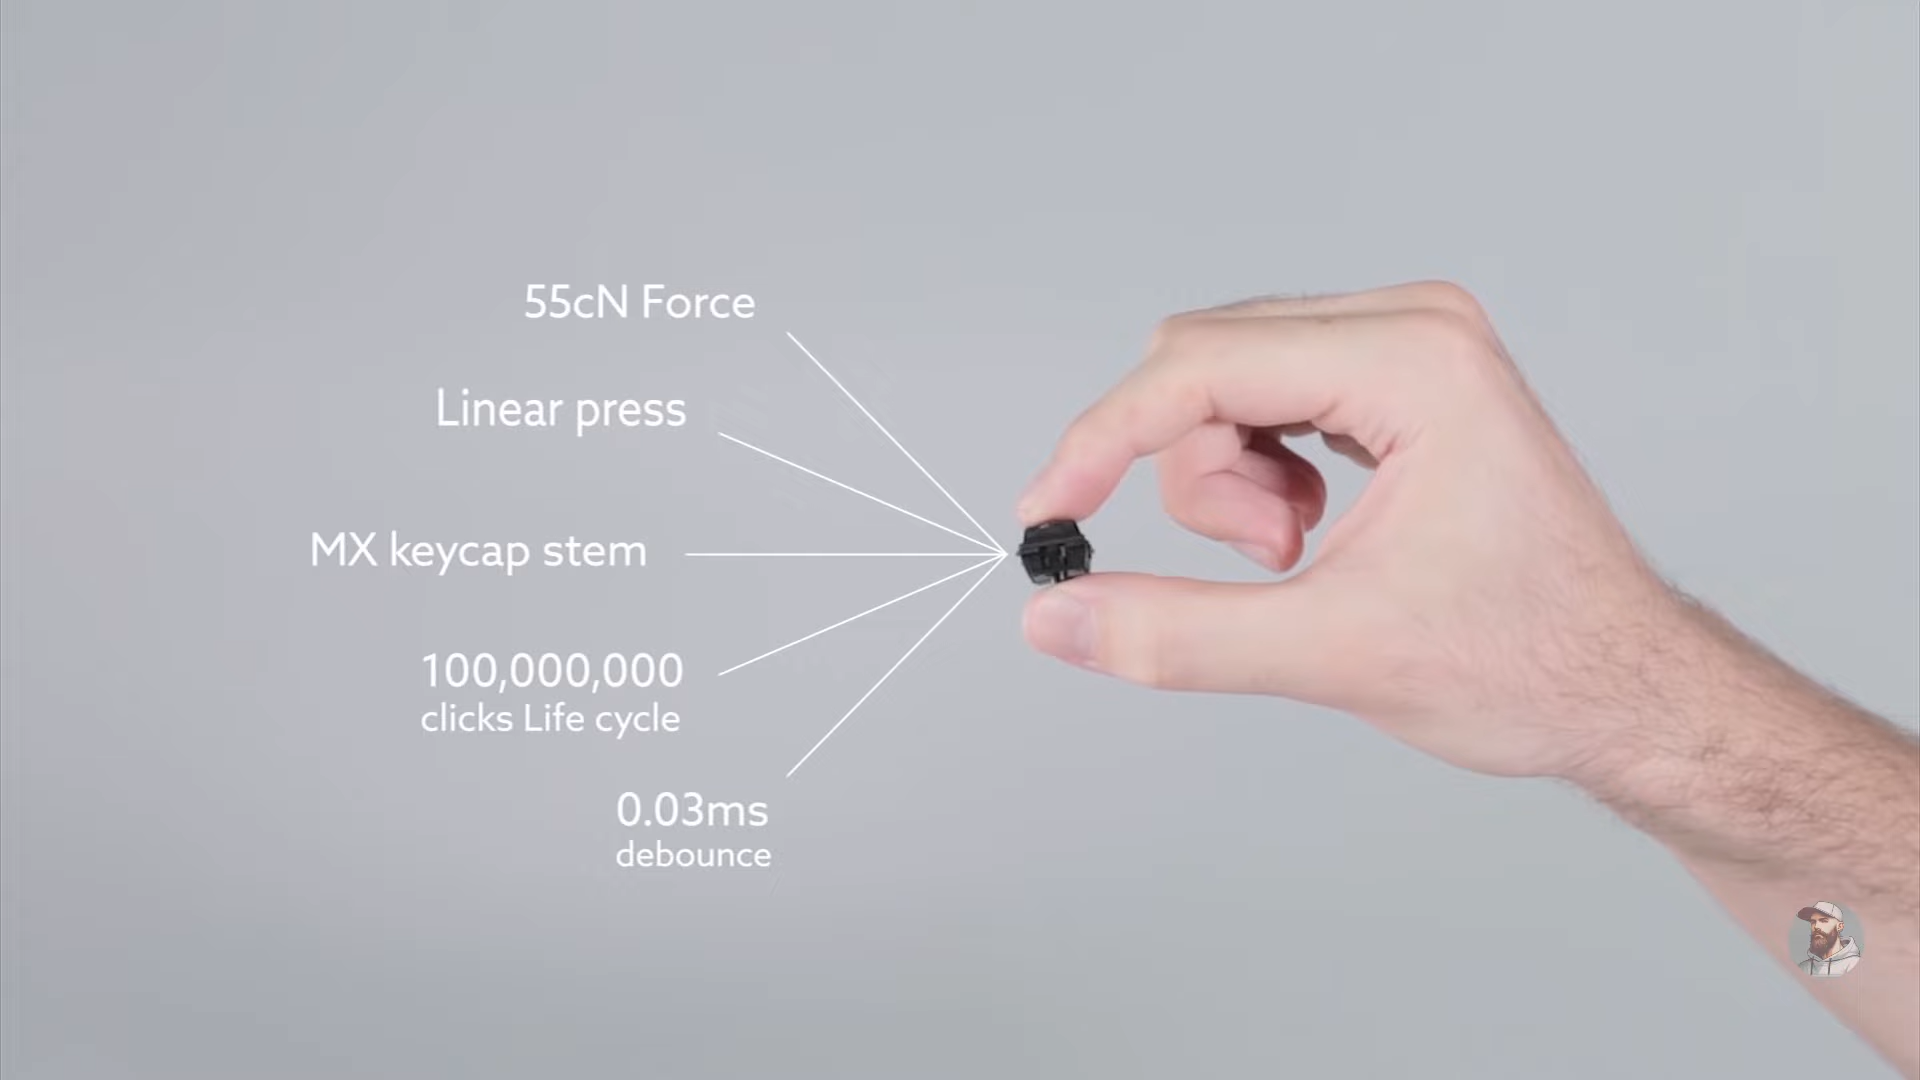 55cN Force
Linear press
MX keycap stem
100,000,000
clicks Life cycle
0.03ms
debounce